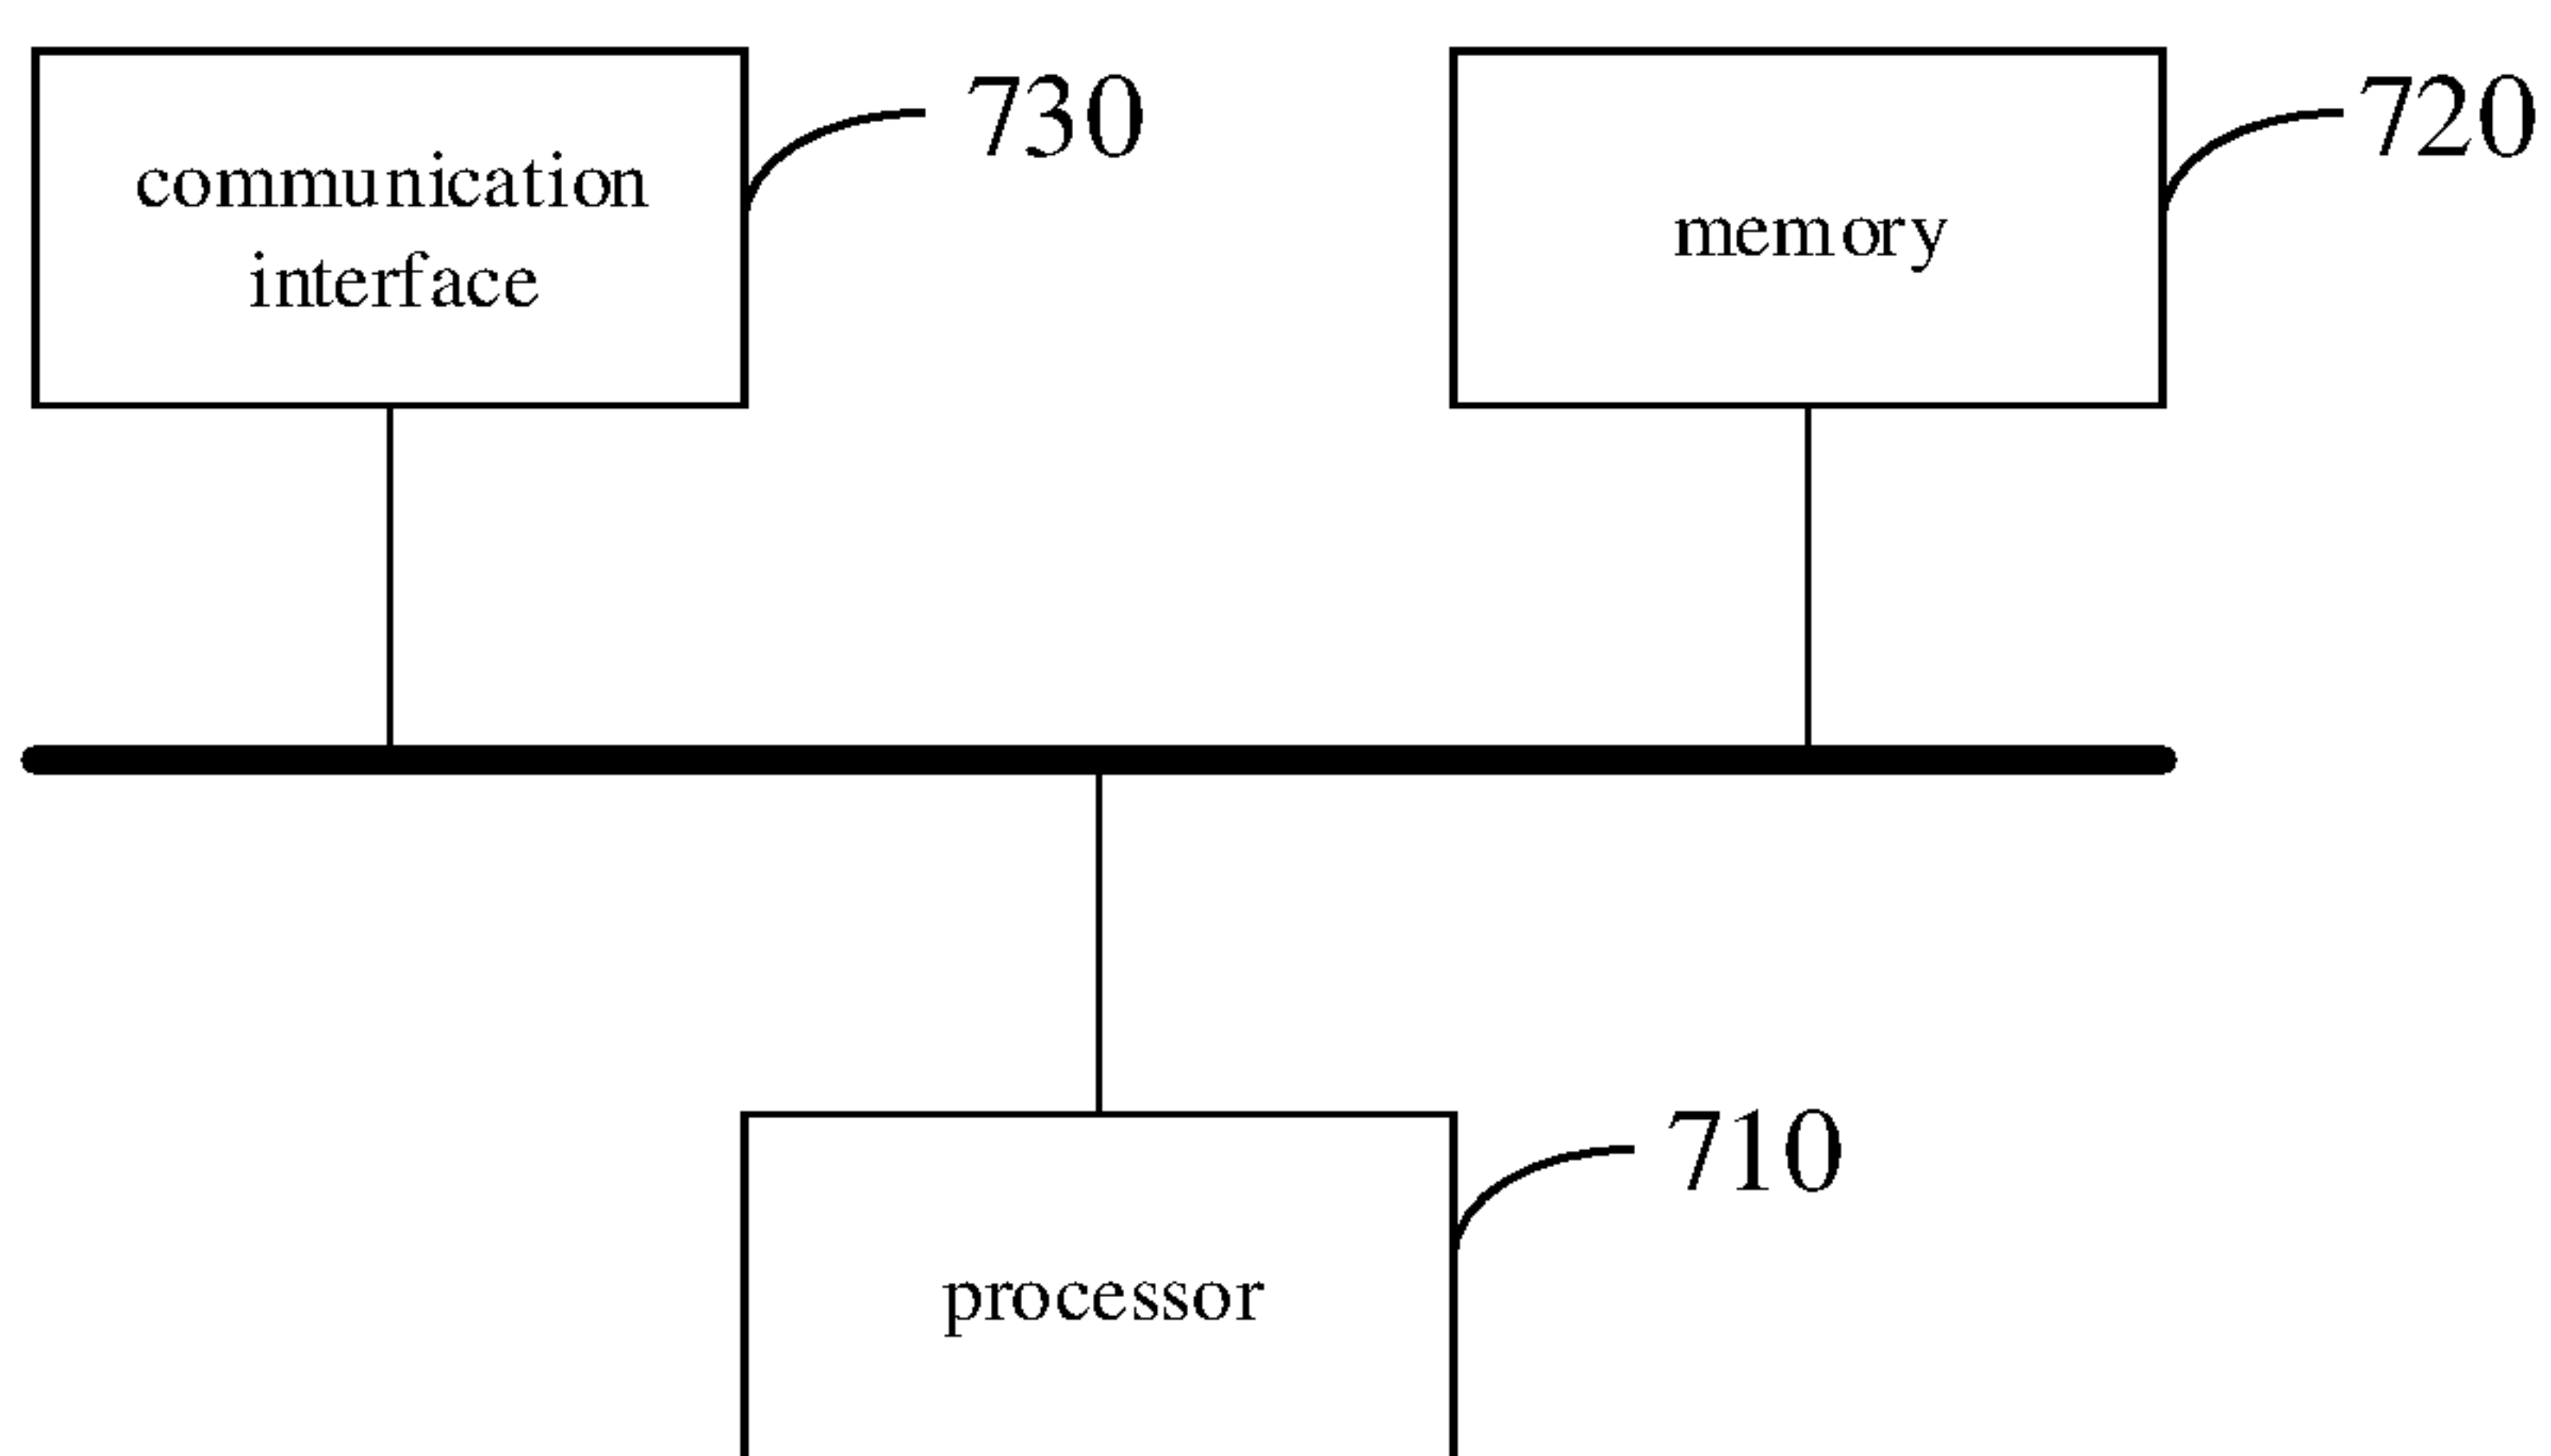 communication
interface
730
memory
720
processor
710